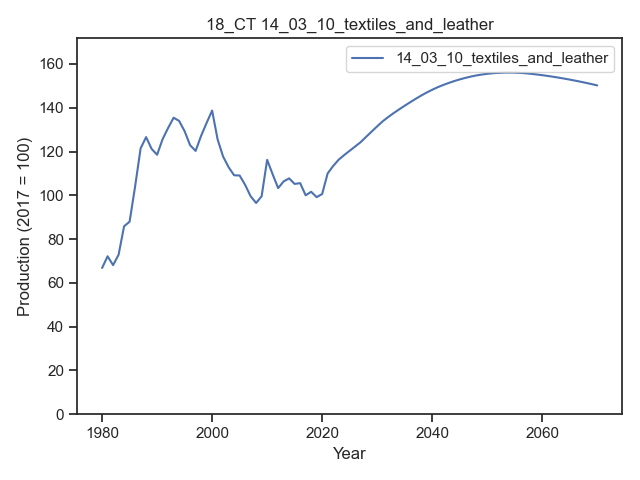 18_CT 14_03_10_textiles_and_leather
14_03_10_textiles_and_leather
Production (2017 = 100)
160
140
120
100
80
60
40
20
0
1980 2000 2020 2040 2060
Year